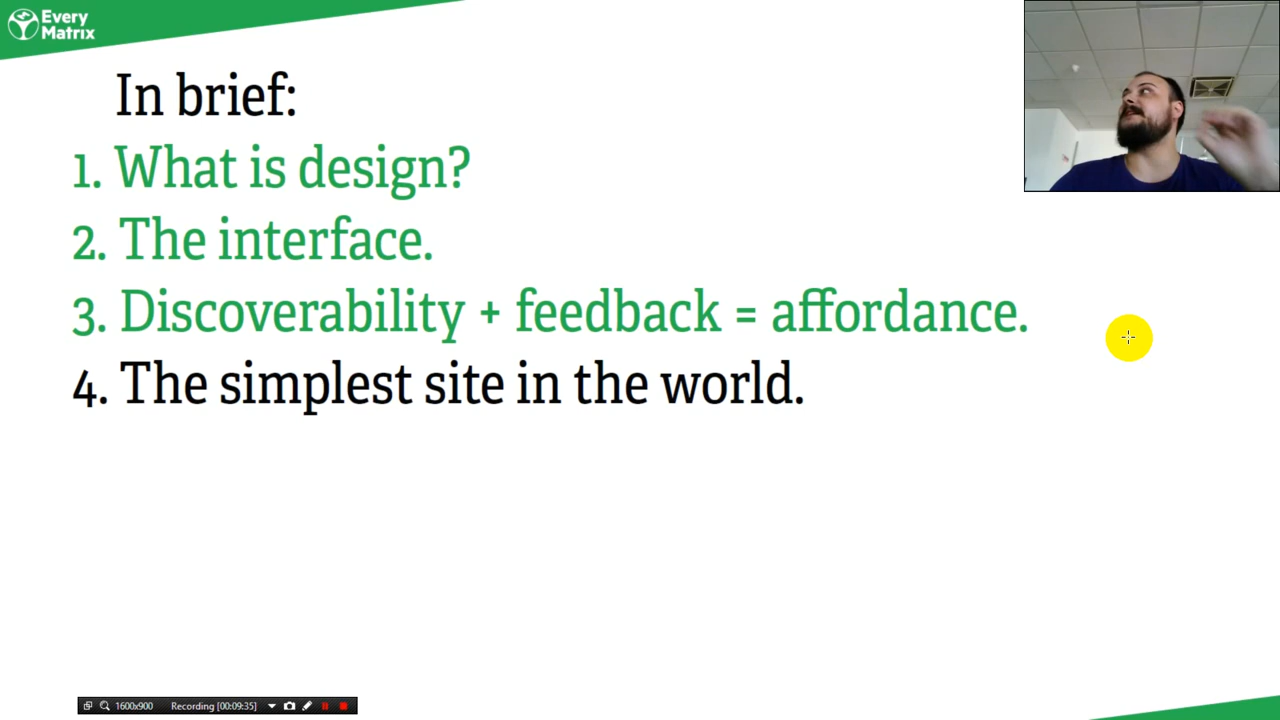 Every
Matrix
In brief:
1. What is design?
2. The interface.
3. Discoverability + feedback = affordance.
4. The simplest site in the world.
1600x900 Recording [00:09:35]